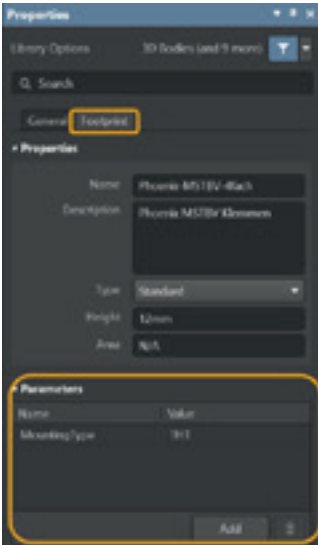 Properties
Library Options 3D Bodies (and 9 more)
Search
General Footprint
Properties
Name Phoenix-MSTBV-4fach
Description Phoenix MSTBV Klemmen
Type Standard
Height 12mm
Area N/A
Parameters
Name Value
MountingType THT
Add